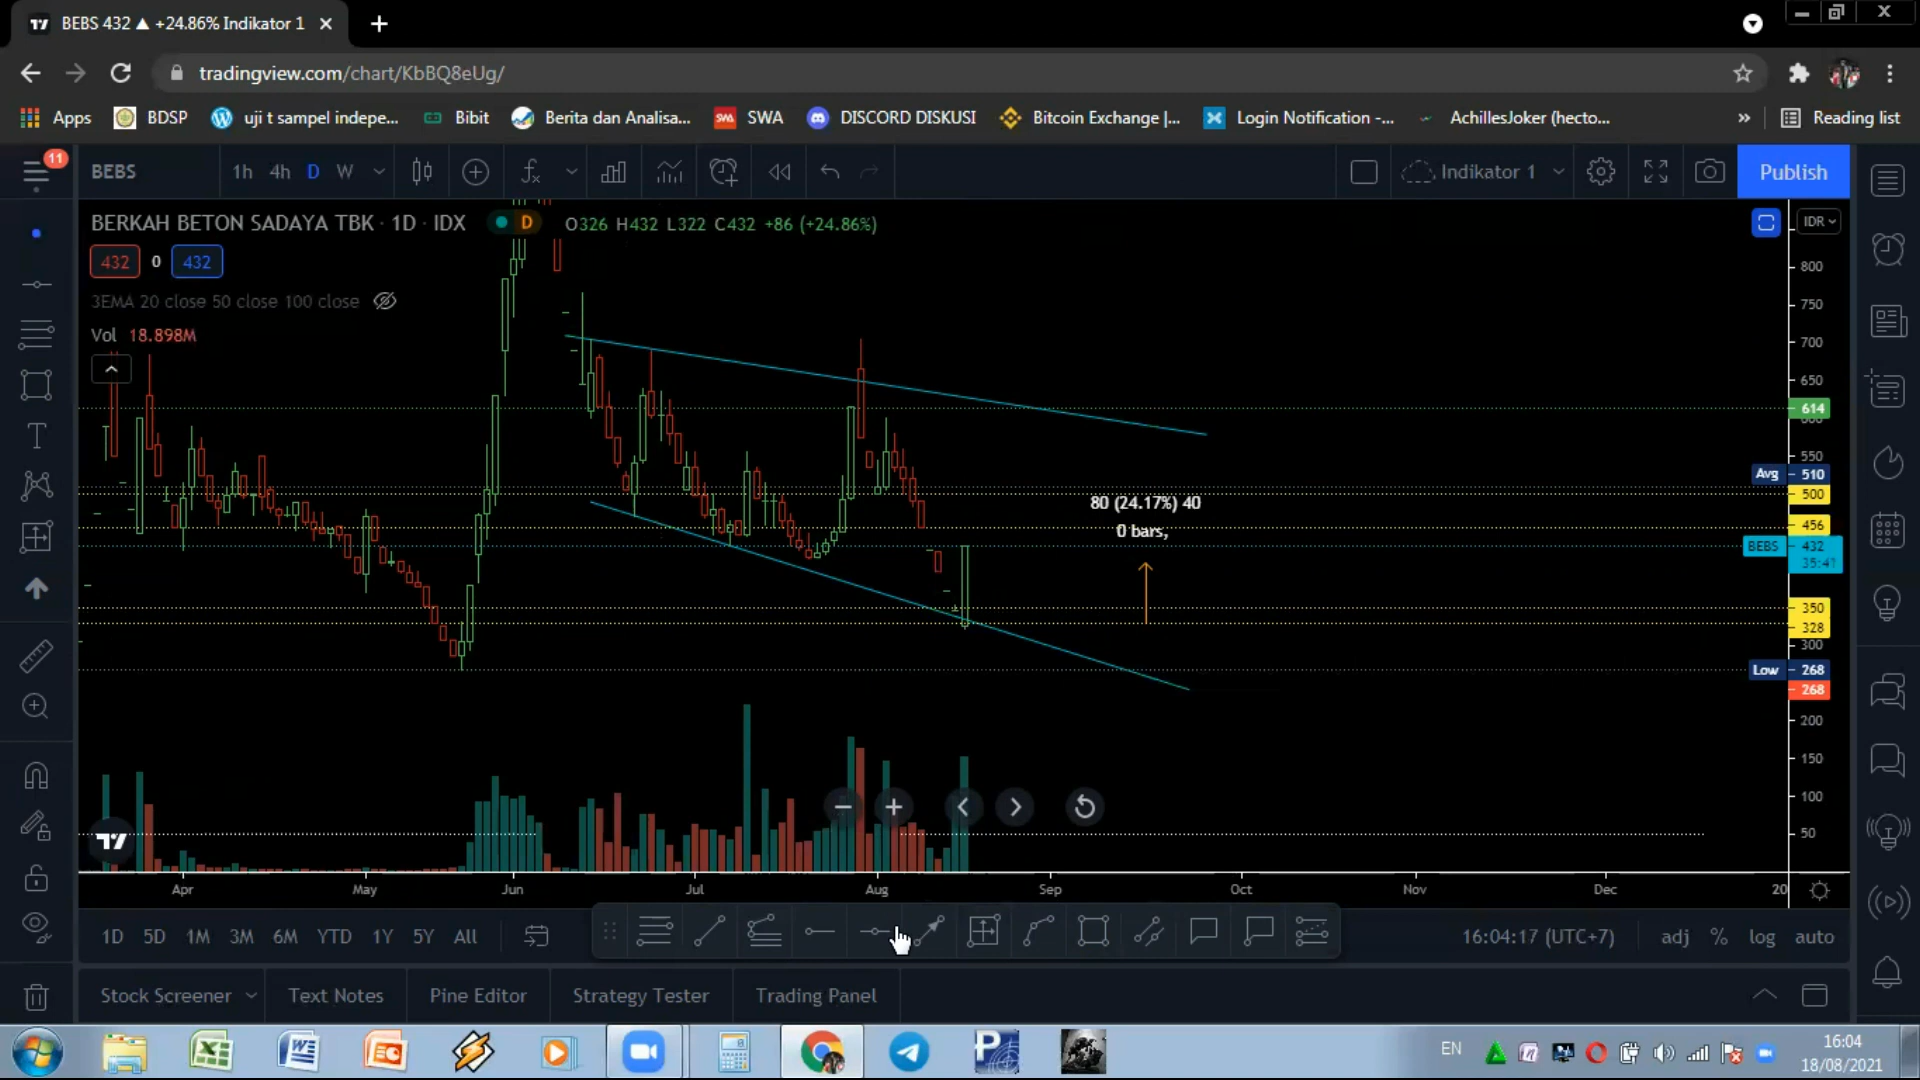 BEBS 432 ▲ +24.86% Indikator 1
tradingview.com/chart/KbBQ8eUg/
Apps BDSP uji t sampel indepe... Bibit Berita dan Analisa... SWA DISCORD DISKUSI Bitcoin Exchange |... Login Notification -... AchillesJoker (hecto... » Reading list
11
BEBS 1h 4h D W Indikator 1 Publish
BERKAH BETON SADAYA TBK · 1D · IDX D O326 H432 L322 C432 +86 (+24.86%)
IDR
432 0 432
3EMA 20 close 50 close 100 close
Vol 18.898M
800
750
700
650
614
600
550
Avg 510
500
456
BEBS 432
35:41
350
328
300
Low 268
268
200
150
100
50
80 (24.17%) 40
0 bars,
Apr May Jun Jul Aug Sep Oct Nov Dec 20
1D 5D 1M 3M 6M YTD 1Y 5Y All
16:04:17 (UTC+7) adj % log auto
Stock Screener Text Notes Pine Editor Strategy Tester Trading Panel
EN
16:04
18/08/2021